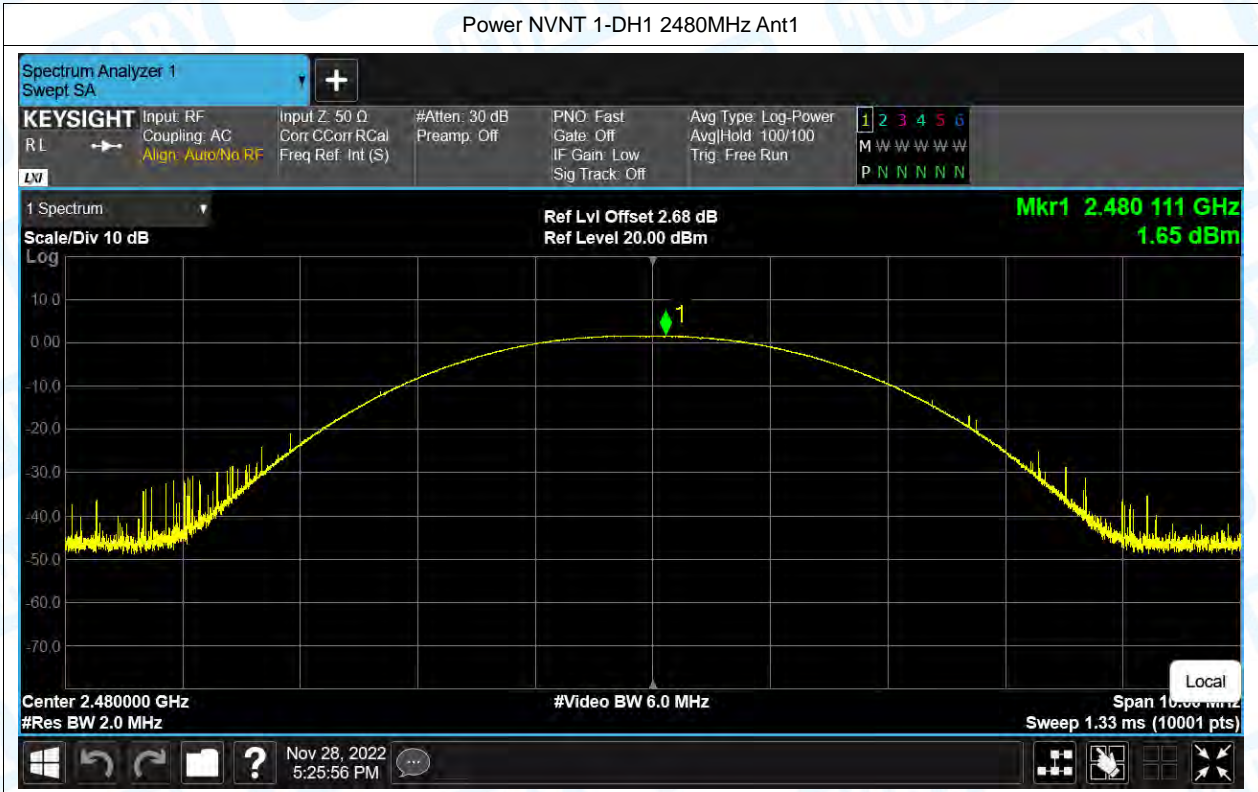 Power NVNT 1-DH1 2480MHz Ant1
Spectrum Analyzer 1
Swept SA
KEYSIGHT
RL
LXI
Input: RF
Coupling: AC
Align: Auto/No RF
Input Z: 50 Ω
Corr CCorr RCal
Freq Ref: Int (S)
#Atten: 30 dB
Preamp: Off
PNO: Fast
Gate: Off
IF Gain: Low
Sig Track: Off
Avg Type: Log-Power
Avg|Hold: 100/100
Trig: Free Run
1 2 3 4 5 6
M W W W W W W
P N N N N N N
1 Spectrum
Scale/Div 10 dB
Log
Ref Lvl Offset 2.68 dB
Ref Level 20.00 dBm
Mkr1 2.480 111 GHz
1.65 dBm
1
10.0
0.00
-10.0
-20.0
-30.0
-40.0
-50.0
-60.0
-70.0
Local
Center 2.480000 GHz
#Res BW 2.0 MHz
#Video BW 6.0 MHz
Span 10.00 MHz
Sweep 1.33 ms (10001 pts)
Nov 28, 2022
5:25:56 PM